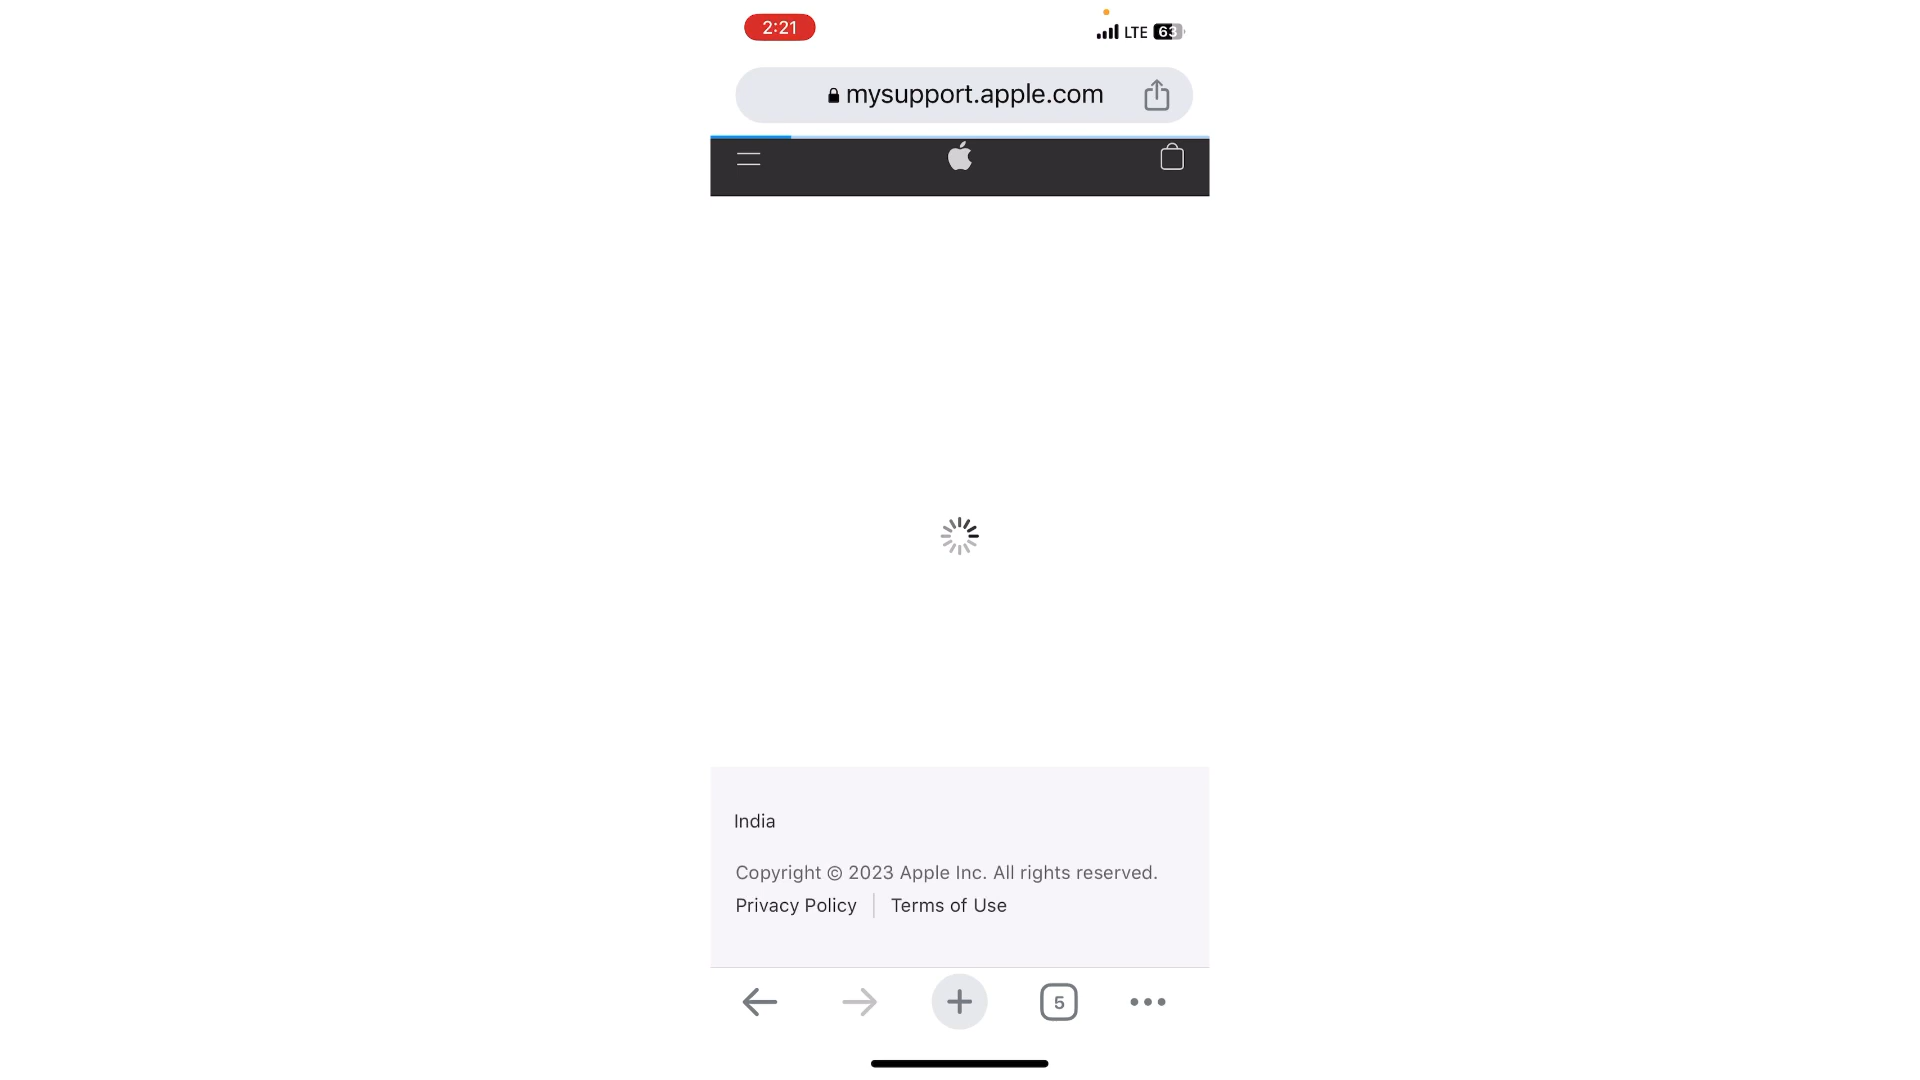 2:21
LTE 63
mysupport.apple.com
India
Copyright © 2023 Apple Inc. All rights reserved.
Privacy Policy
Terms of Use
5